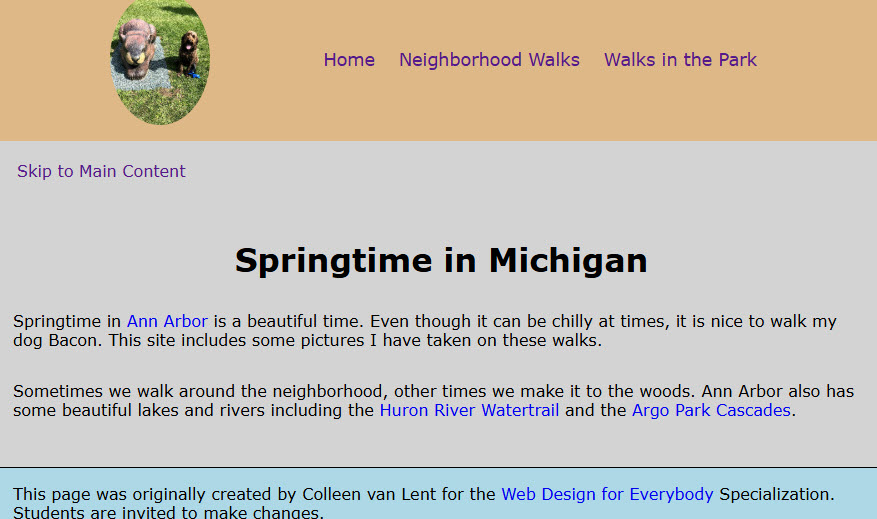 Home Neighborhood Walks Walks in the Park
Skip to Main Content
Springtime in Michigan
Springtime in Ann Arbor is a beautiful time. Even though it can be chilly at times, it is nice to walk my
dog Bacon. This site includes some pictures I have taken on these walks.
Sometimes we walk around the neighborhood, other times we make it to the woods. Ann Arbor also has
some beautiful lakes and rivers including the Huron River Watertrail and the Argo Park Cascades.
This page was originally created by Colleen van Lent for the Web Design for Everybody Specialization.
Students are invited to make changes.